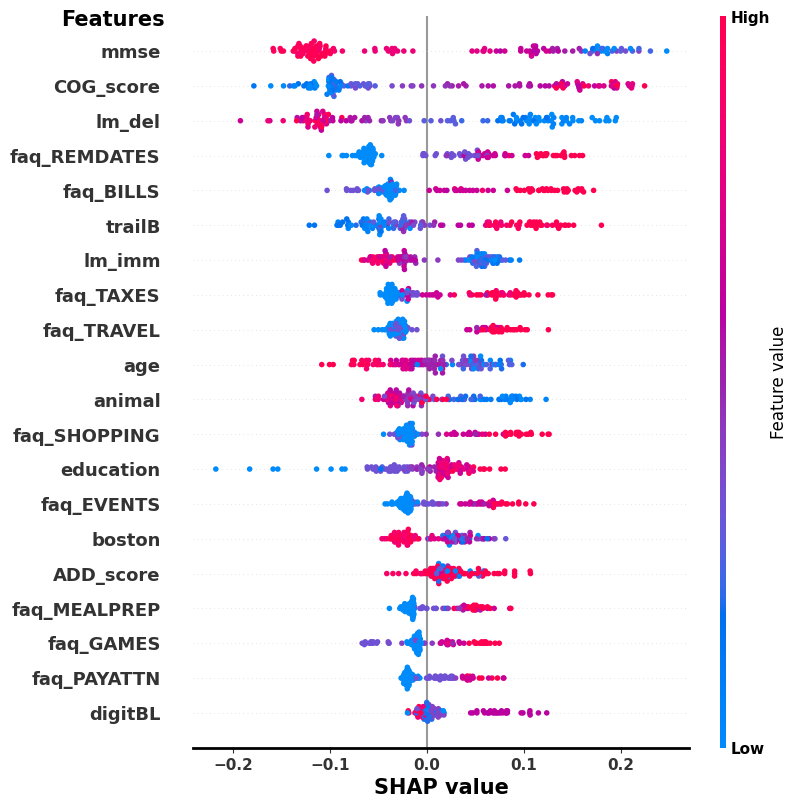 Features
High
mmse
COG_score
lm_del
faq_REMDATES
faq_BILLS
trailB
lm_imm
faq_TAXES
faq_TRAVEL
age
animal
faq_SHOPPING
education
faq_EVENTS
boston
ADD_score
faq_MEALPREP
faq_GAMES
faq_PAYATTN
digitBL
Feature value
Low
−0.2 −0.1 0.0 0.1 0.2
SHAP value